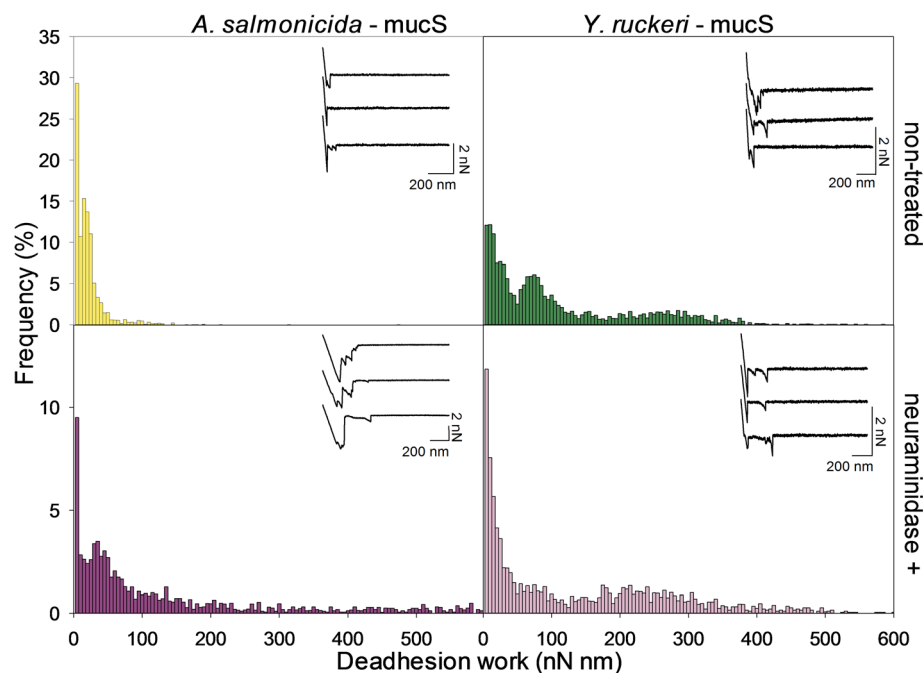 A. salmonicida - mucS
Y. ruckeri - mucS
35
30
25
20
15
10
5
0
Frequency (%)
2 nN
200 nm
2 nN
200 nm
non-treated
10
5
0
2 nN
200 nm
2 nN
200 nm
neuraminidase +
0 100 200 300 400 500 0 100 200 300 400 500 600
Deadhesion work (nN nm)